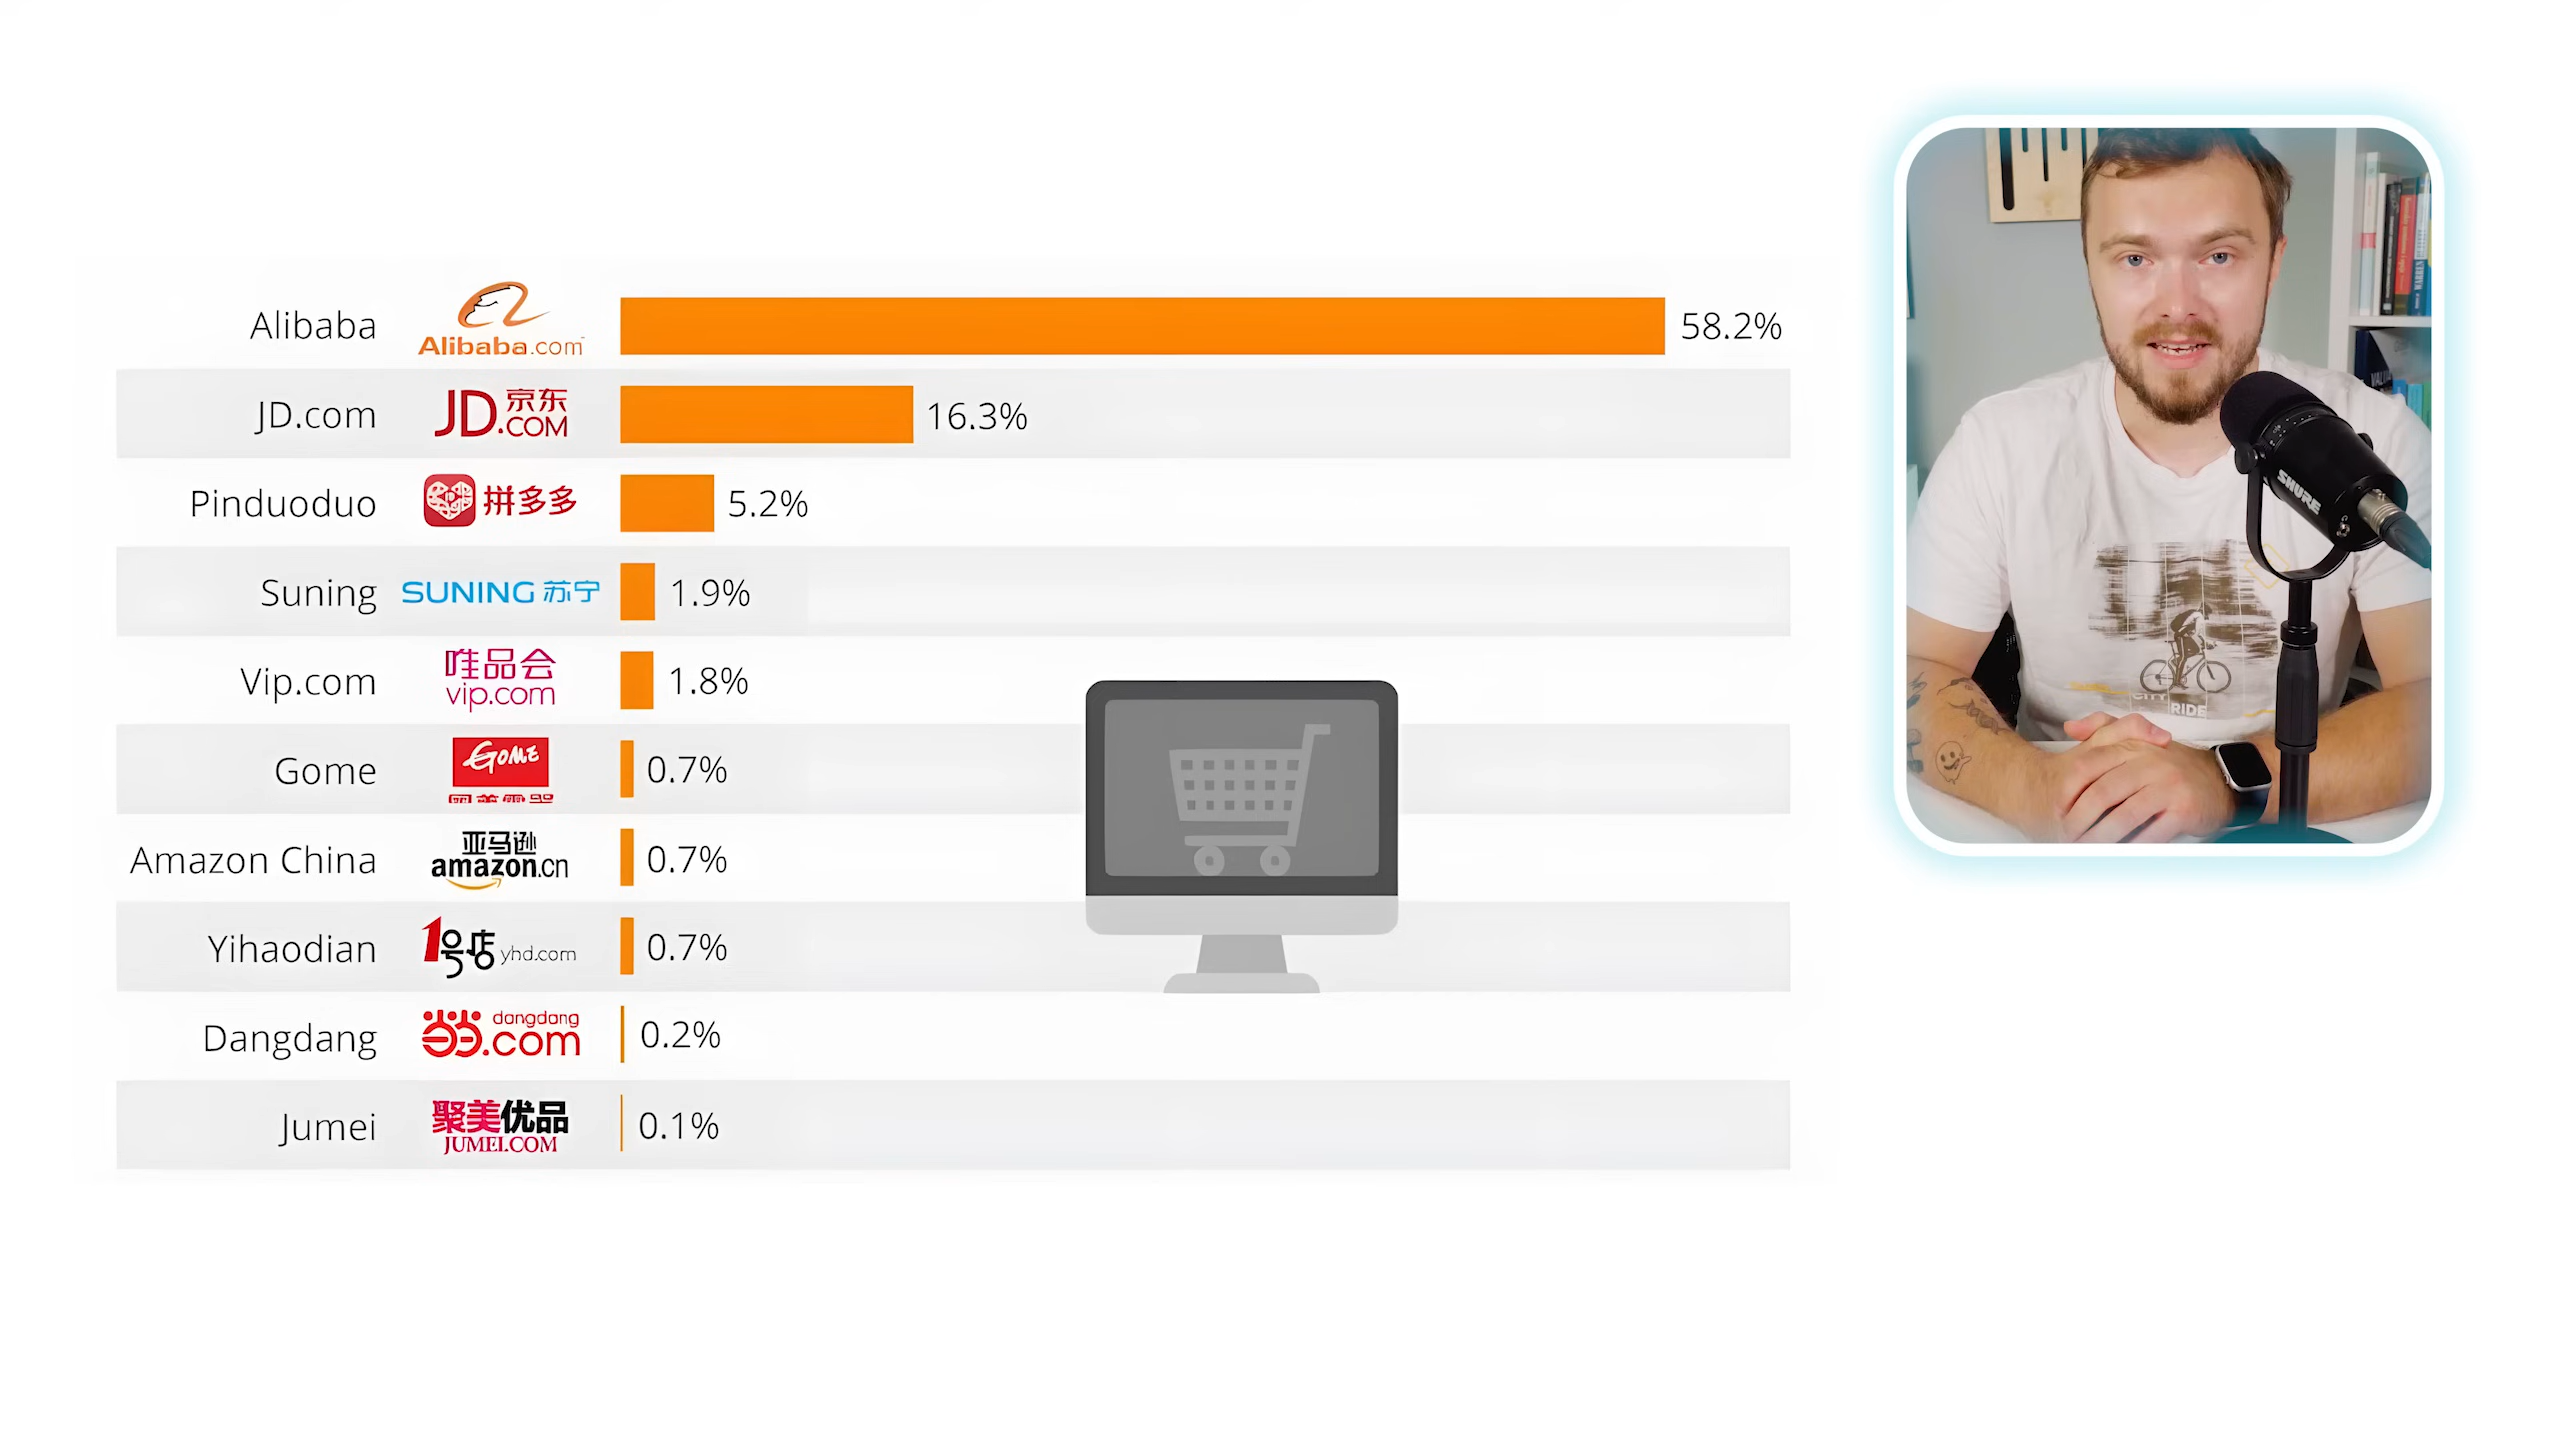 Alibaba Alibaba.com 58.2%
JD.com JD.COM 京东 16.3%
Pinduoduo 拼多多 5.2%
Suning SUNING 苏宁 1.9%
Vip.com 唯品会 vip.com 1.8%
Gome GOME 0.7%
Amazon China 亚马逊 amazon.cn 0.7%
Yihaodian 1号店 yhd.com 0.7%
Dangdang 当当 dangdang .com 0.2%
Jumei 聚美优品 JUMEI.COM 0.1%
SHURE
CITY
RIDE